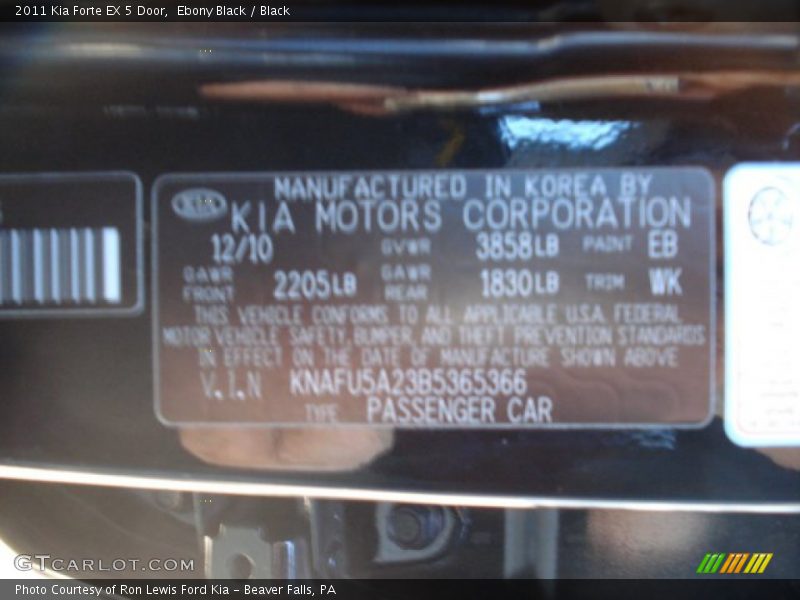 2011 Kia Forte EX 5 Door, Ebony Black / Black
MANUFACTURED IN KOREA BY
KIA KIA MOTORS CORPORATION
12/10 GVWR 3858LB PAINT EB
GAWR FRONT 2205LB GAWR REAR 1830LB TRIM WK
THIS VEHICLE CONFORMS TO ALL APPLICABLE U.S.A. FEDERAL
MOTOR VEHICLE SAFETY, BUMPER, AND THEFT PREVENTION STANDARDS
IN EFFECT ON THE DATE OF MANUFACTURE SHOWN ABOVE
V.I.N KNAFU5A23B5365366
TYPE PASSENGER CAR
GTCARLOT.COM
Photo Courtesy of Ron Lewis Ford Kia - Beaver Falls, PA